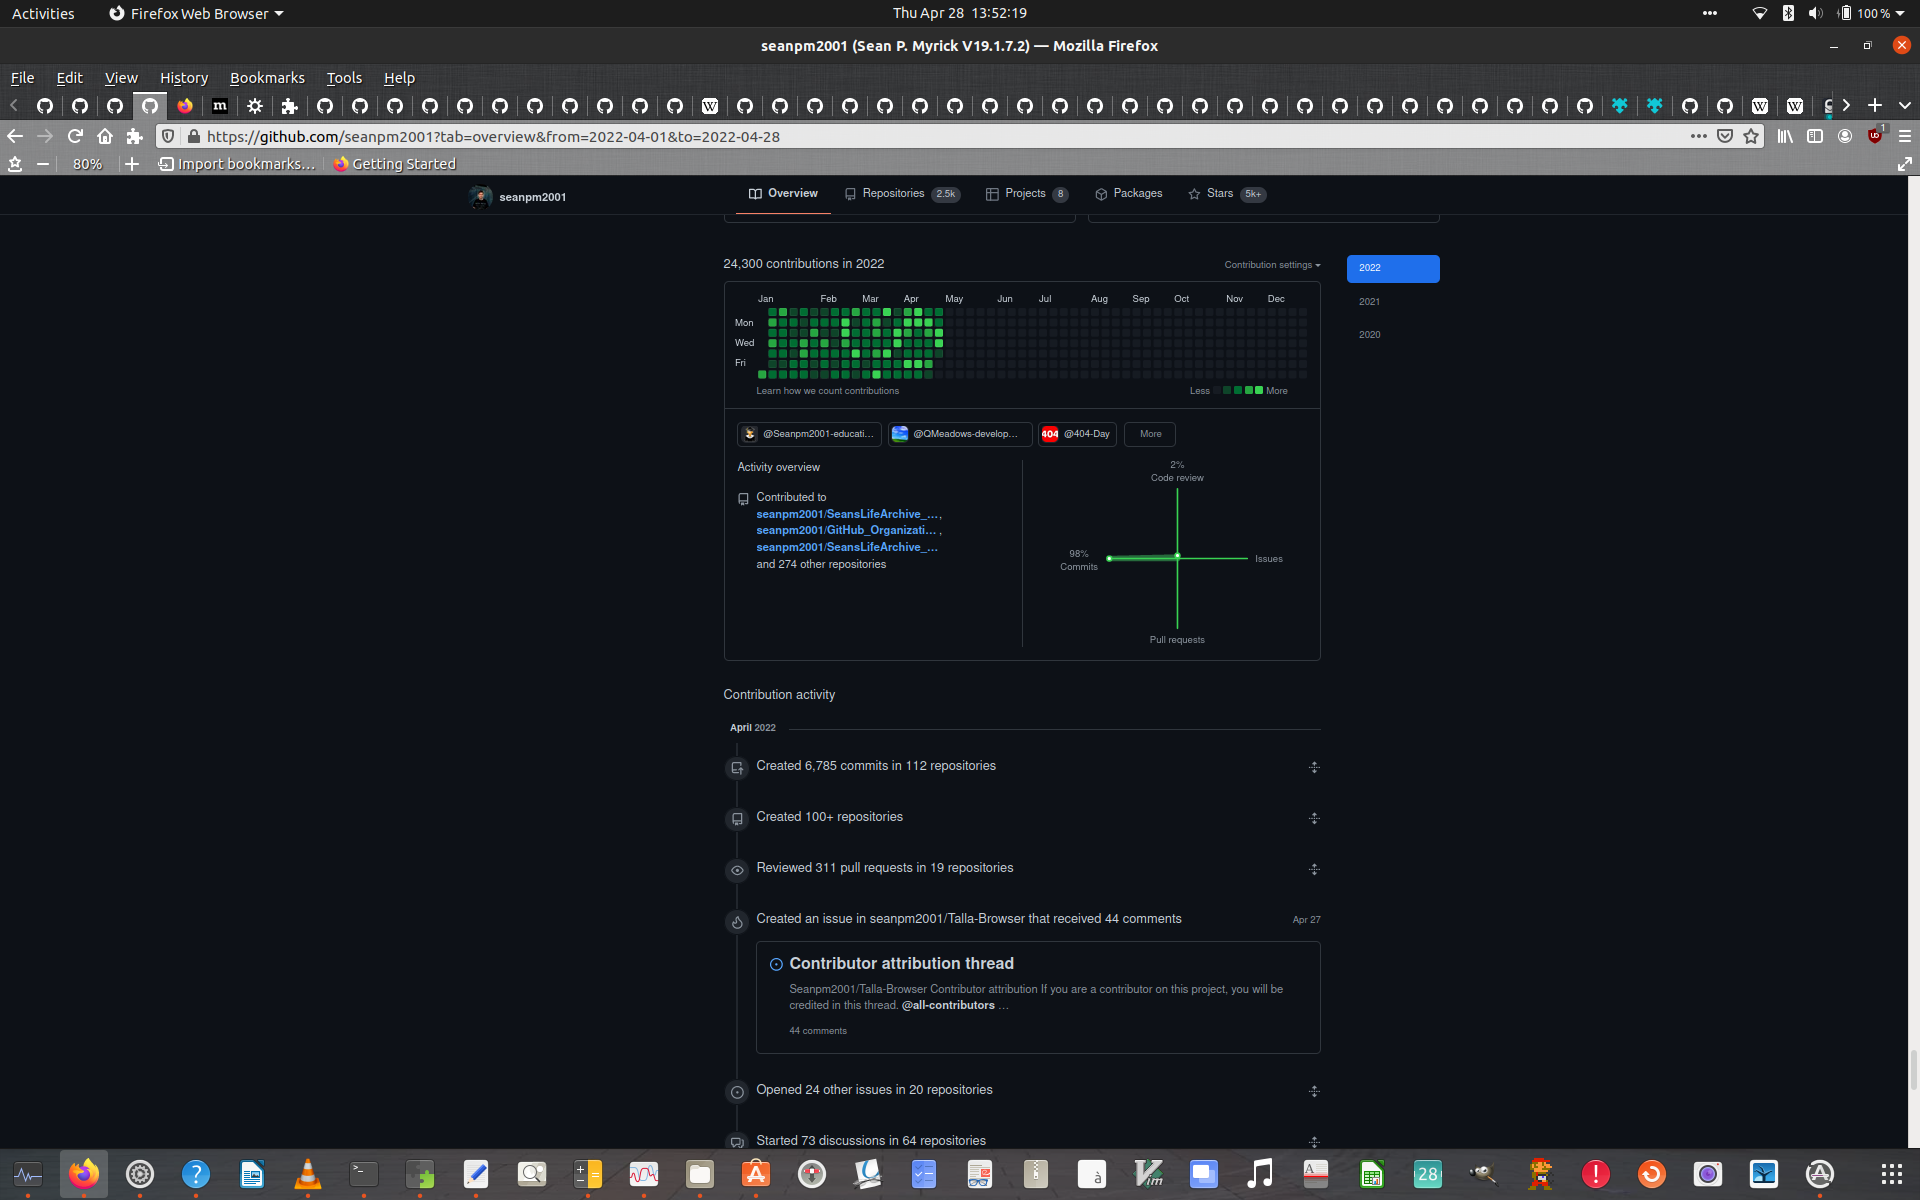 Activities
Firefox Web Browser
Thu Apr 28 13:52:19
100 %
seanpm2001 (Sean P. Myrick V19.1.7.2) — Mozilla Firefox
File Edit View History Bookmarks Tools Help
https://github.com/seanpm2001?tab=overview&from=2022-04-01&to=2022-04-28
80%
Import bookmarks…
Getting Started
seanpm2001
Overview
Repositories 2.5k
Projects 8
Packages
Stars 5k+
24,300 contributions in 2022
Contribution settings
2022
2021
2020
Jan Feb Mar Apr May Jun Jul Aug Sep Oct Nov Dec
Mon
Wed
Fri
Learn how we count contributions
Less More
@Seanpm2001-educati…
@QMeadows-develop…
404 @404-Day
More
Activity overview
Contributed to
seanpm2001/SeansLifeArchive_…,
seanpm2001/GitHub_Organizati… ,
seanpm2001/SeansLifeArchive_…
and 274 other repositories
2%
Code review
98%
Commits
Issues
Pull requests
Contribution activity
April 2022
Created 6,785 commits in 112 repositories
Created 100+ repositories
Reviewed 311 pull requests in 19 repositories
Created an issue in seanpm2001/Talla-Browser that received 44 comments
Apr 27
Contributor attribution thread
Seanpm2001/Talla-Browser Contributor attribution If you are a contributor on this project, you will be
credited in this thread. @all-contributors …
44 comments
Opened 24 other issues in 20 repositories
Started 73 discussions in 64 repositories
28